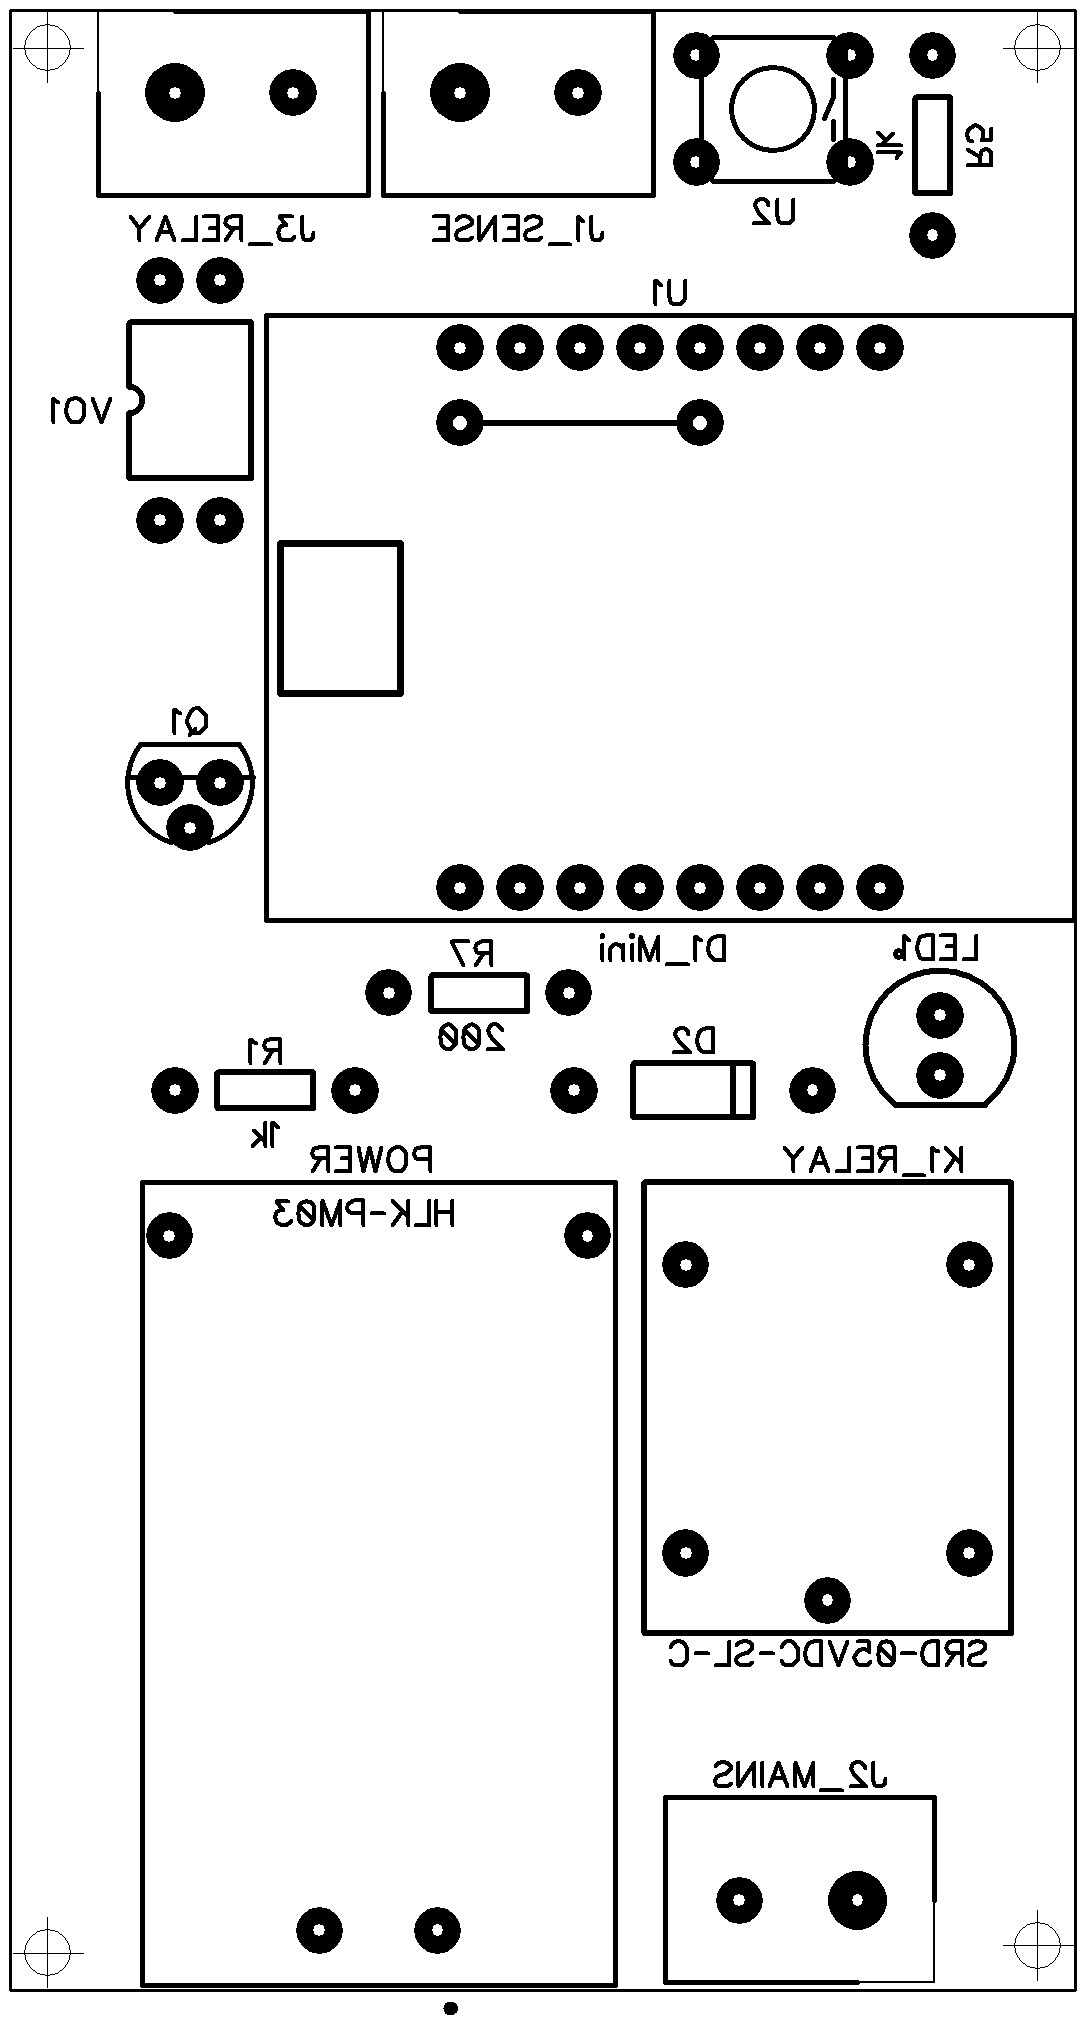 J3_RELAY
J1_SENSE
U2
1k
R5
U1
VO1
Q1
D1_Mini
LED1
R7
200
D2
R1
1k
POWER
HLK-PM03
K1_RELAY
SRD-05VDC-SL-C
J2_MAINS